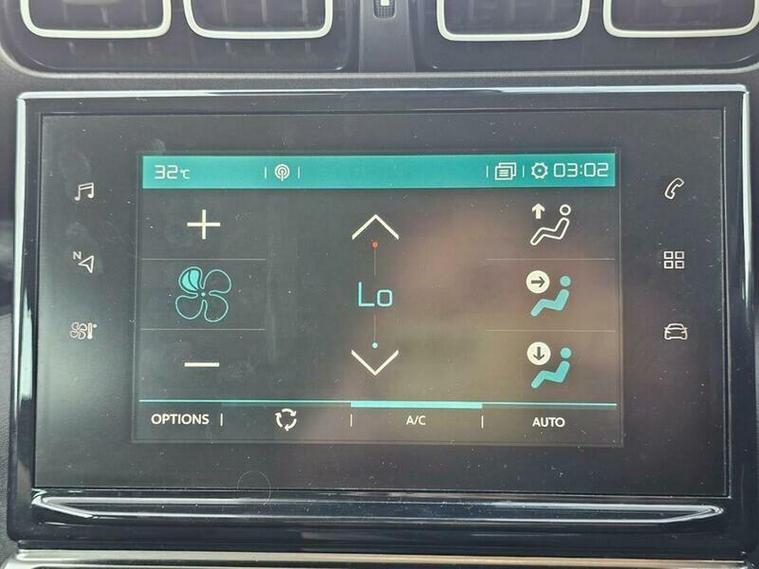 32°C 03:02
N
Lo
OPTIONS A/C AUTO